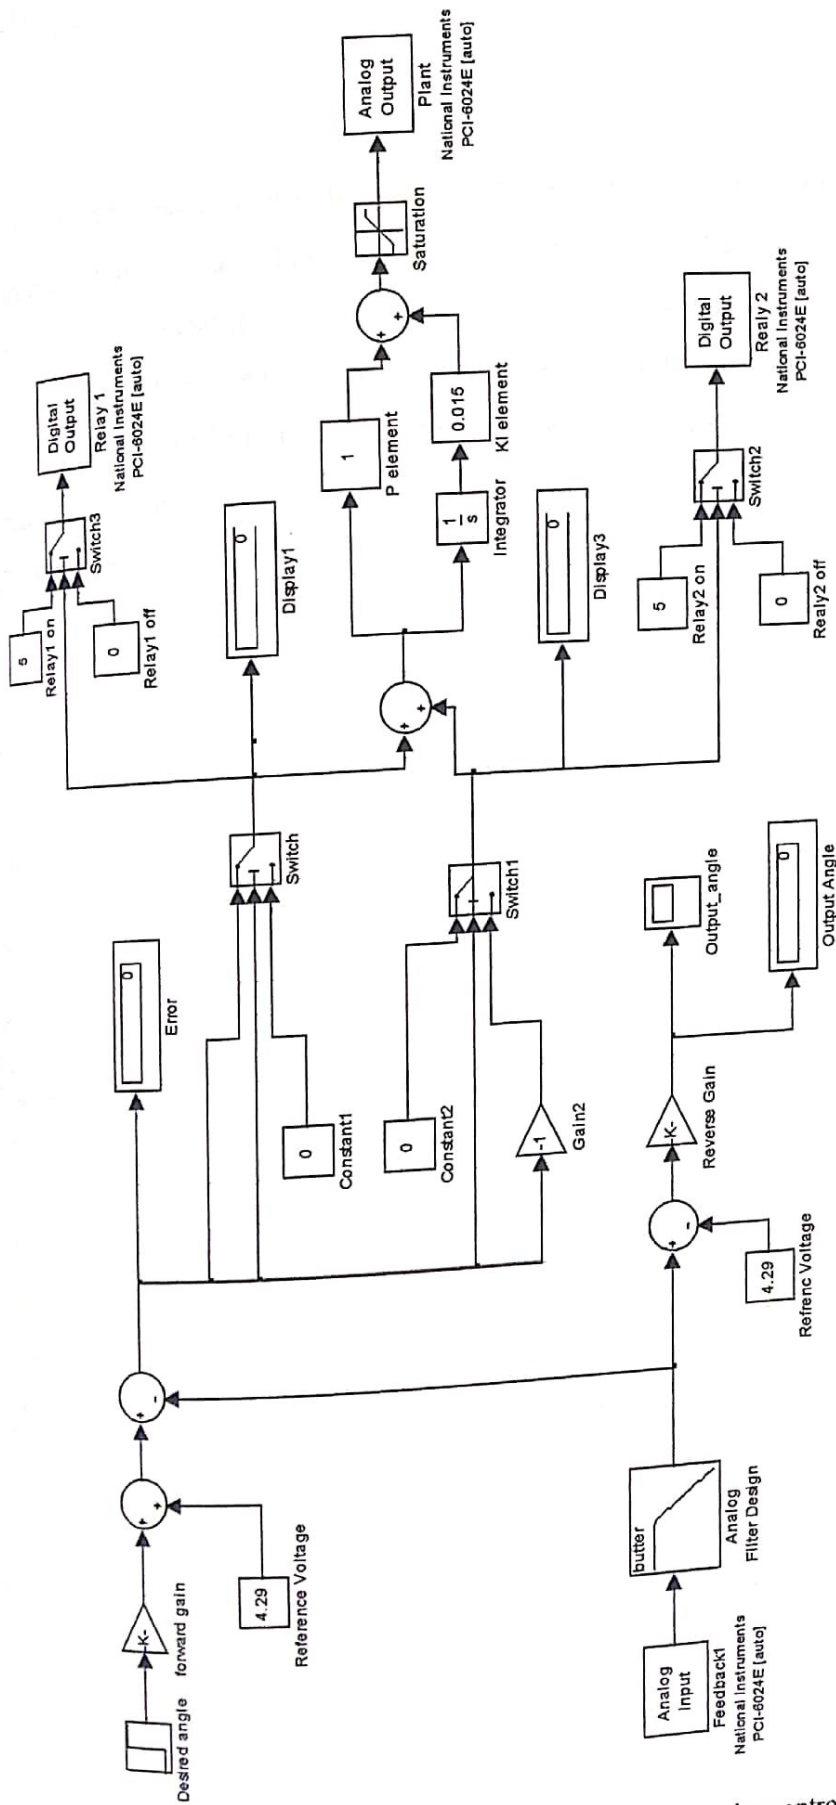 Desired angle
-K-
forward gain
4.29
Reference Voltage
+
+
+
-
0
Error
0
Constant1
0
Constant2
-1
Gain2
Switch
Switch1
5
Relay1 on
0
Relay1 off
Switch3
Digital
Output
Relay 1
National Instruments
PCI-6024E [auto]
0
Display1
+
+
1
P element
1
s
Integrator
0.015
KI element
+
+
Saturation
Analog
Output
Plant
National Instruments
PCI-6024E [auto]
0
Display3
5
Relay2 on
0
Realy2 off
Switch2
Digital
Output
Realy 2
National Instruments
PCI-6024E [auto]
Analog
Input
Feedback1
National Instruments
PCI-6024E [auto]
butter
Analog
Filter Design
+
-
4.29
Refrenc Voltage
-K-
Reverse Gain
Output_angle
0
Output Angle